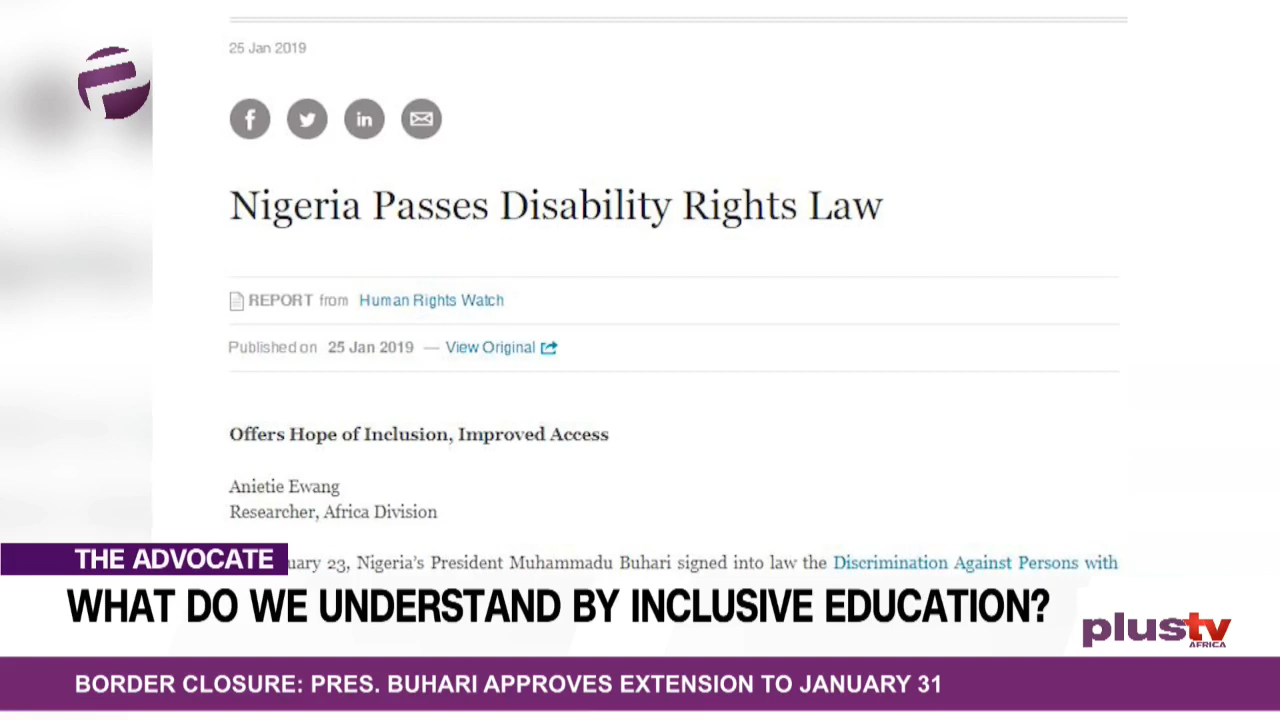 25 Jan 2019
Nigeria Passes Disability Rights Law
REPORT from Human Rights Watch
Published on 25 Jan 2019 — View Original
Offers Hope of Inclusion, Improved Access
Anietie Ewang
Researcher, Africa Division
23, Nigeria's President Muhammadu Buhari signed into law the Discrimination Against Persons with
THE ADVOCATE
WHAT DO WE UNDERSTAND BY INCLUSIVE EDUCATION?
plustv
AFRICA
BORDER CLOSURE: PRES. BUHARI APPROVES EXTENSION TO JANUARY 31